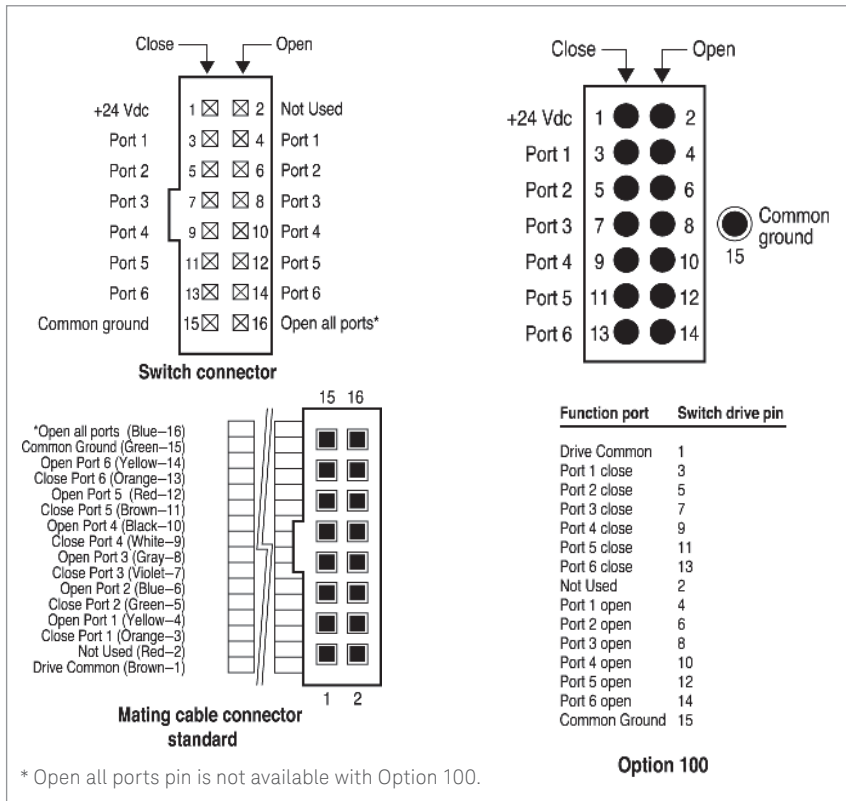 Close Open
+24 Vdc 1 2 Not Used
Port 1 3 4 Port 1
Port 2 5 6 Port 2
Port 3 7 8 Port 3
Port 4 9 10 Port 4
Port 5 11 12 Port 5
Port 6 13 14 Port 6
Common ground 15 16 Open all ports*
Switch connector
Close Open
+24 Vdc 1 2
Port 1 3 4
Port 2 5 6
Port 3 7 8
Port 4 9 10
Port 5 11 12
Port 6 13 14
Common
ground
15
15 16
*Open all ports (Blue–16)
Common Ground (Green–15)
Open Port 6 (Yellow–14)
Close Port 6 (Orange–13)
Open Port 5 (Red–12)
Close Port 5 (Brown–11)
Open Port 4 (Black–10)
Close Port 4 (White–9)
Open Port 3 (Gray–8)
Close Port 3 (Violet–7)
Open Port 2 (Blue–6)
Close Port 2 (Green–5)
Open Port 1 (Yellow–4)
Close Port 1 (Orange–3)
Not Used (Red–2)
Drive Common (Brown–1)
1 2
Mating cable connector
standard
Function port Switch drive pin
Drive Common 1
Port 1 close 3
Port 2 close 5
Port 3 close 7
Port 4 close 9
Port 5 close 11
Port 6 close 13
Not Used 2
Port 1 open 4
Port 2 open 6
Port 3 open 8
Port 4 open 10
Port 5 open 12
Port 6 open 14
Common Ground 15
Option 100
* Open all ports pin is not available with Option 100.